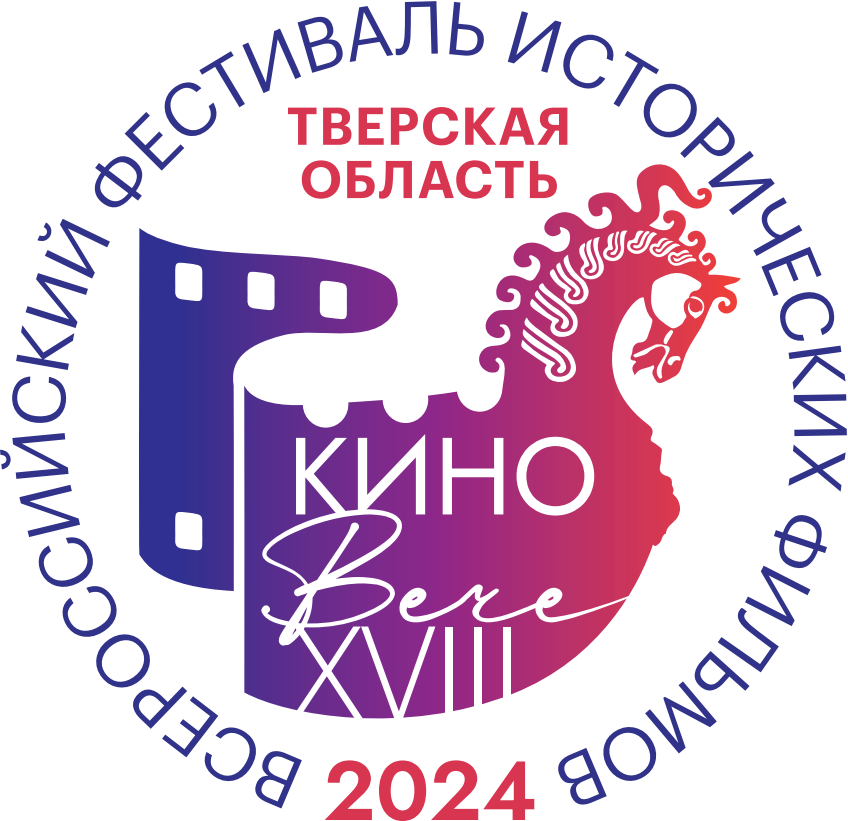 ВСЕРОССИЙСКИЙ ФЕСТИВАЛЬ ИСТОРИЧЕСКИХ ФИЛЬМОВ
ТВЕРСКАЯ
ОБЛАСТЬ
КИНО
Вече
XVIII
2024